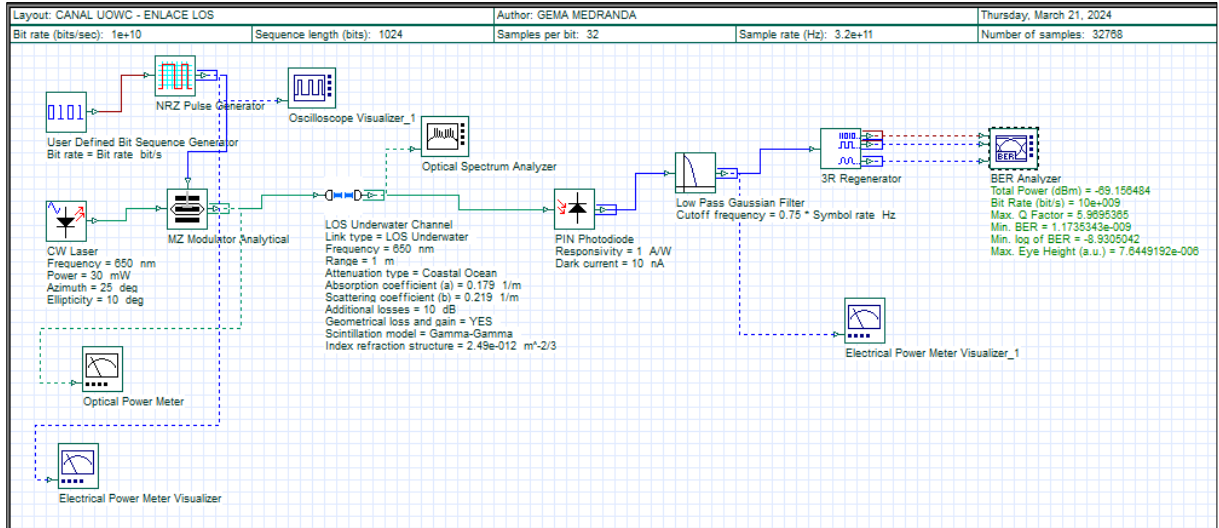 Layout: CANAL UOWC - ENLACE LOS
Author: GEMA MEDRANDA
Thursday, March 21, 2024
Bit rate (bits/sec): 1e+10
Sequence length (bits): 1024
Samples per bit: 32
Sample rate (Hz): 3.2e+11
Number of samples: 32768
NRZ Pulse Generator
0101
User Defined Bit Sequence Generator
Bit rate = Bit rate bit/s
Oscilloscope Visualizer_1
Optical Spectrum Analyzer
CW Laser
Frequency = 650 nm
Power = 30 mW
Azimuth = 25 deg
Ellipticity = 10 deg
MZ Modulator Analytical
LOS Underwater Channel
Link type = LOS Underwater
Frequency = 650 nm
Range = 1 m
Attenuation type = Coastal Ocean
Absorption coefficient (a) = 0.179 1/m
Scattering coefficient (b) = 0.219 1/m
Additional losses = 10 dB
Geometrical loss and gain = YES
Scintillation model = Gamma-Gamma
Index refraction structure = 2.49e-012 m^-2/3
PIN Photodiode
Responsivity = 1 A/W
Dark current = 10 nA
Low Pass Gaussian Filter
Cutoff frequency = 0.75 * Symbol rate Hz
3R Regenerator
BER
BER Analyzer
Total Power (dBm) = -69.156484
Bit Rate (bit/s) = 10e+009
Max. Q Factor = 5.9695365
Min. BER = 1.1735343e-009
Min. log of BER = -8.9305042
Max. Eye Height (a.u.) = 7.6449192e-006
Electrical Power Meter Visualizer_1
Optical Power Meter
Electrical Power Meter Visualizer